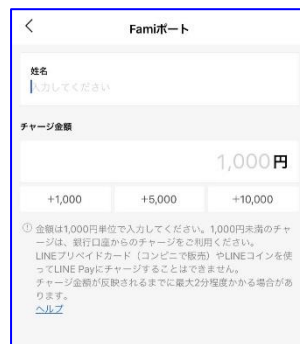 Famiポート
姓名
入力してください
チャージ金額
1,000円
+1,000 +5,000 +10,000
金額は1,000円単位で入力してください。1,000円未満のチャ
ージは、銀行口座からのチャージをご利用ください。
LINEプリペイドカード（コンビニで販売）やLINEコインを使
ってLINE Payにチャージすることはできません。
チャージ金額が反映されるまでに最大2分程度かかる場合があ
ります。
ヘルプ